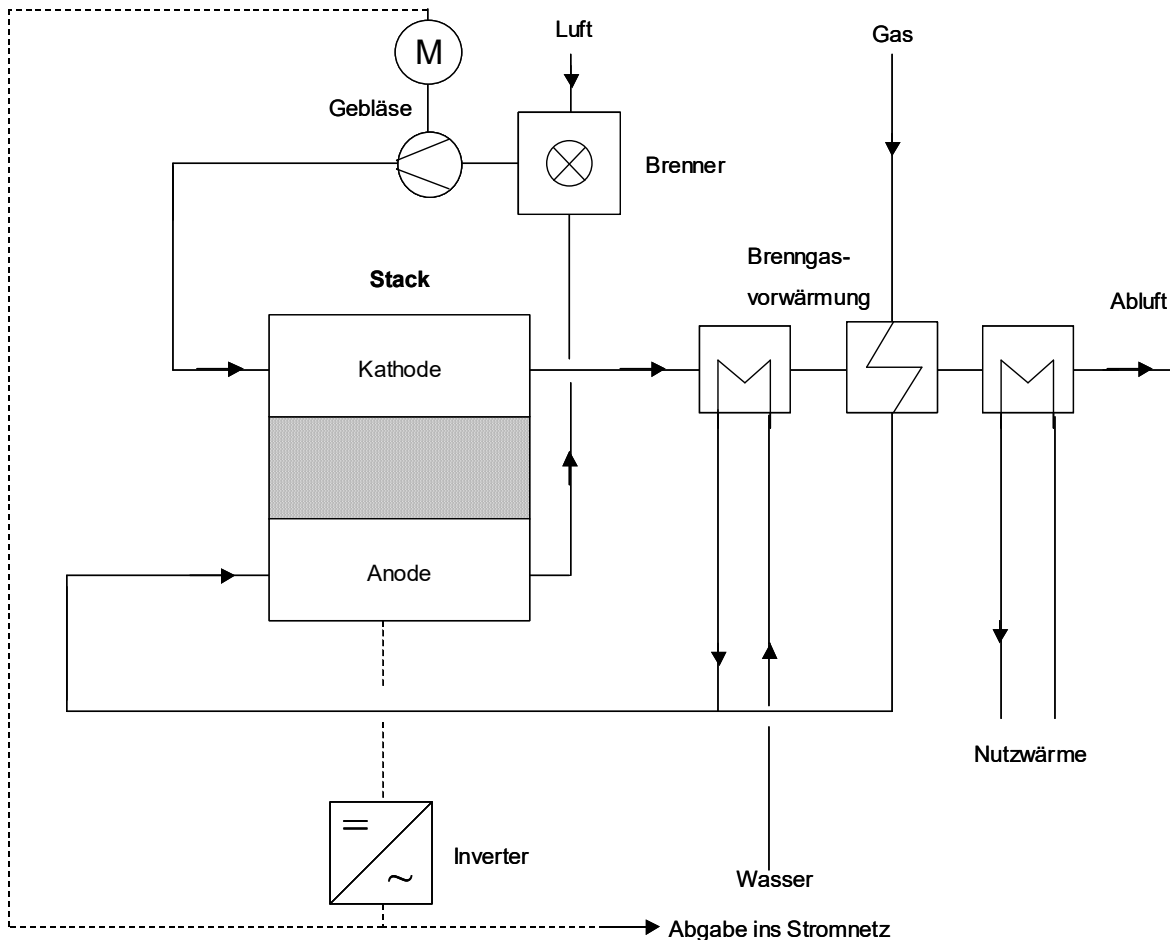 M
Luft
Gas
Gebläse
Brenner
Brenngas-
vorwärmung
Stack
Abluft
Kathode
Anode
Nutzwärme
=
~
Inverter
Wasser
Abgabe ins Stromnetz